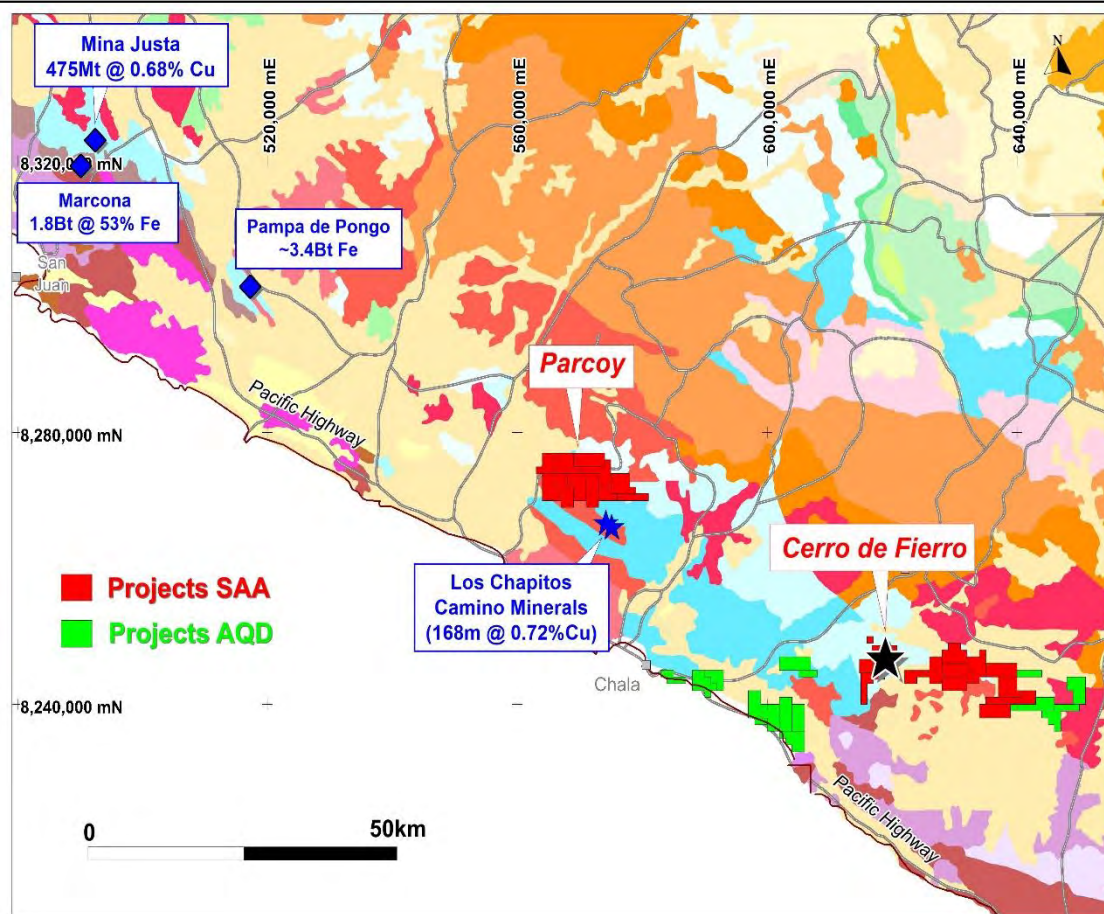 Mina Justa
475Mt @ 0.68% Cu
N
520,000 mE
560,000 mE
600,000 mE
640,000 mE
8,320,000 mN
Marcona
1.8Bt @ 53% Fe
Pampa de Pongo
~3.4Bt Fe
San
Juan
Pacific Highway
Parcoy
8,280,000 mN
Cerro de Fierro
Los Chapitos
Camino Minerals
(168m @ 0.72%Cu)
Projects SAA
Projects AQD
Chala
8,240,000 mN
Pacific Highway
0
50km